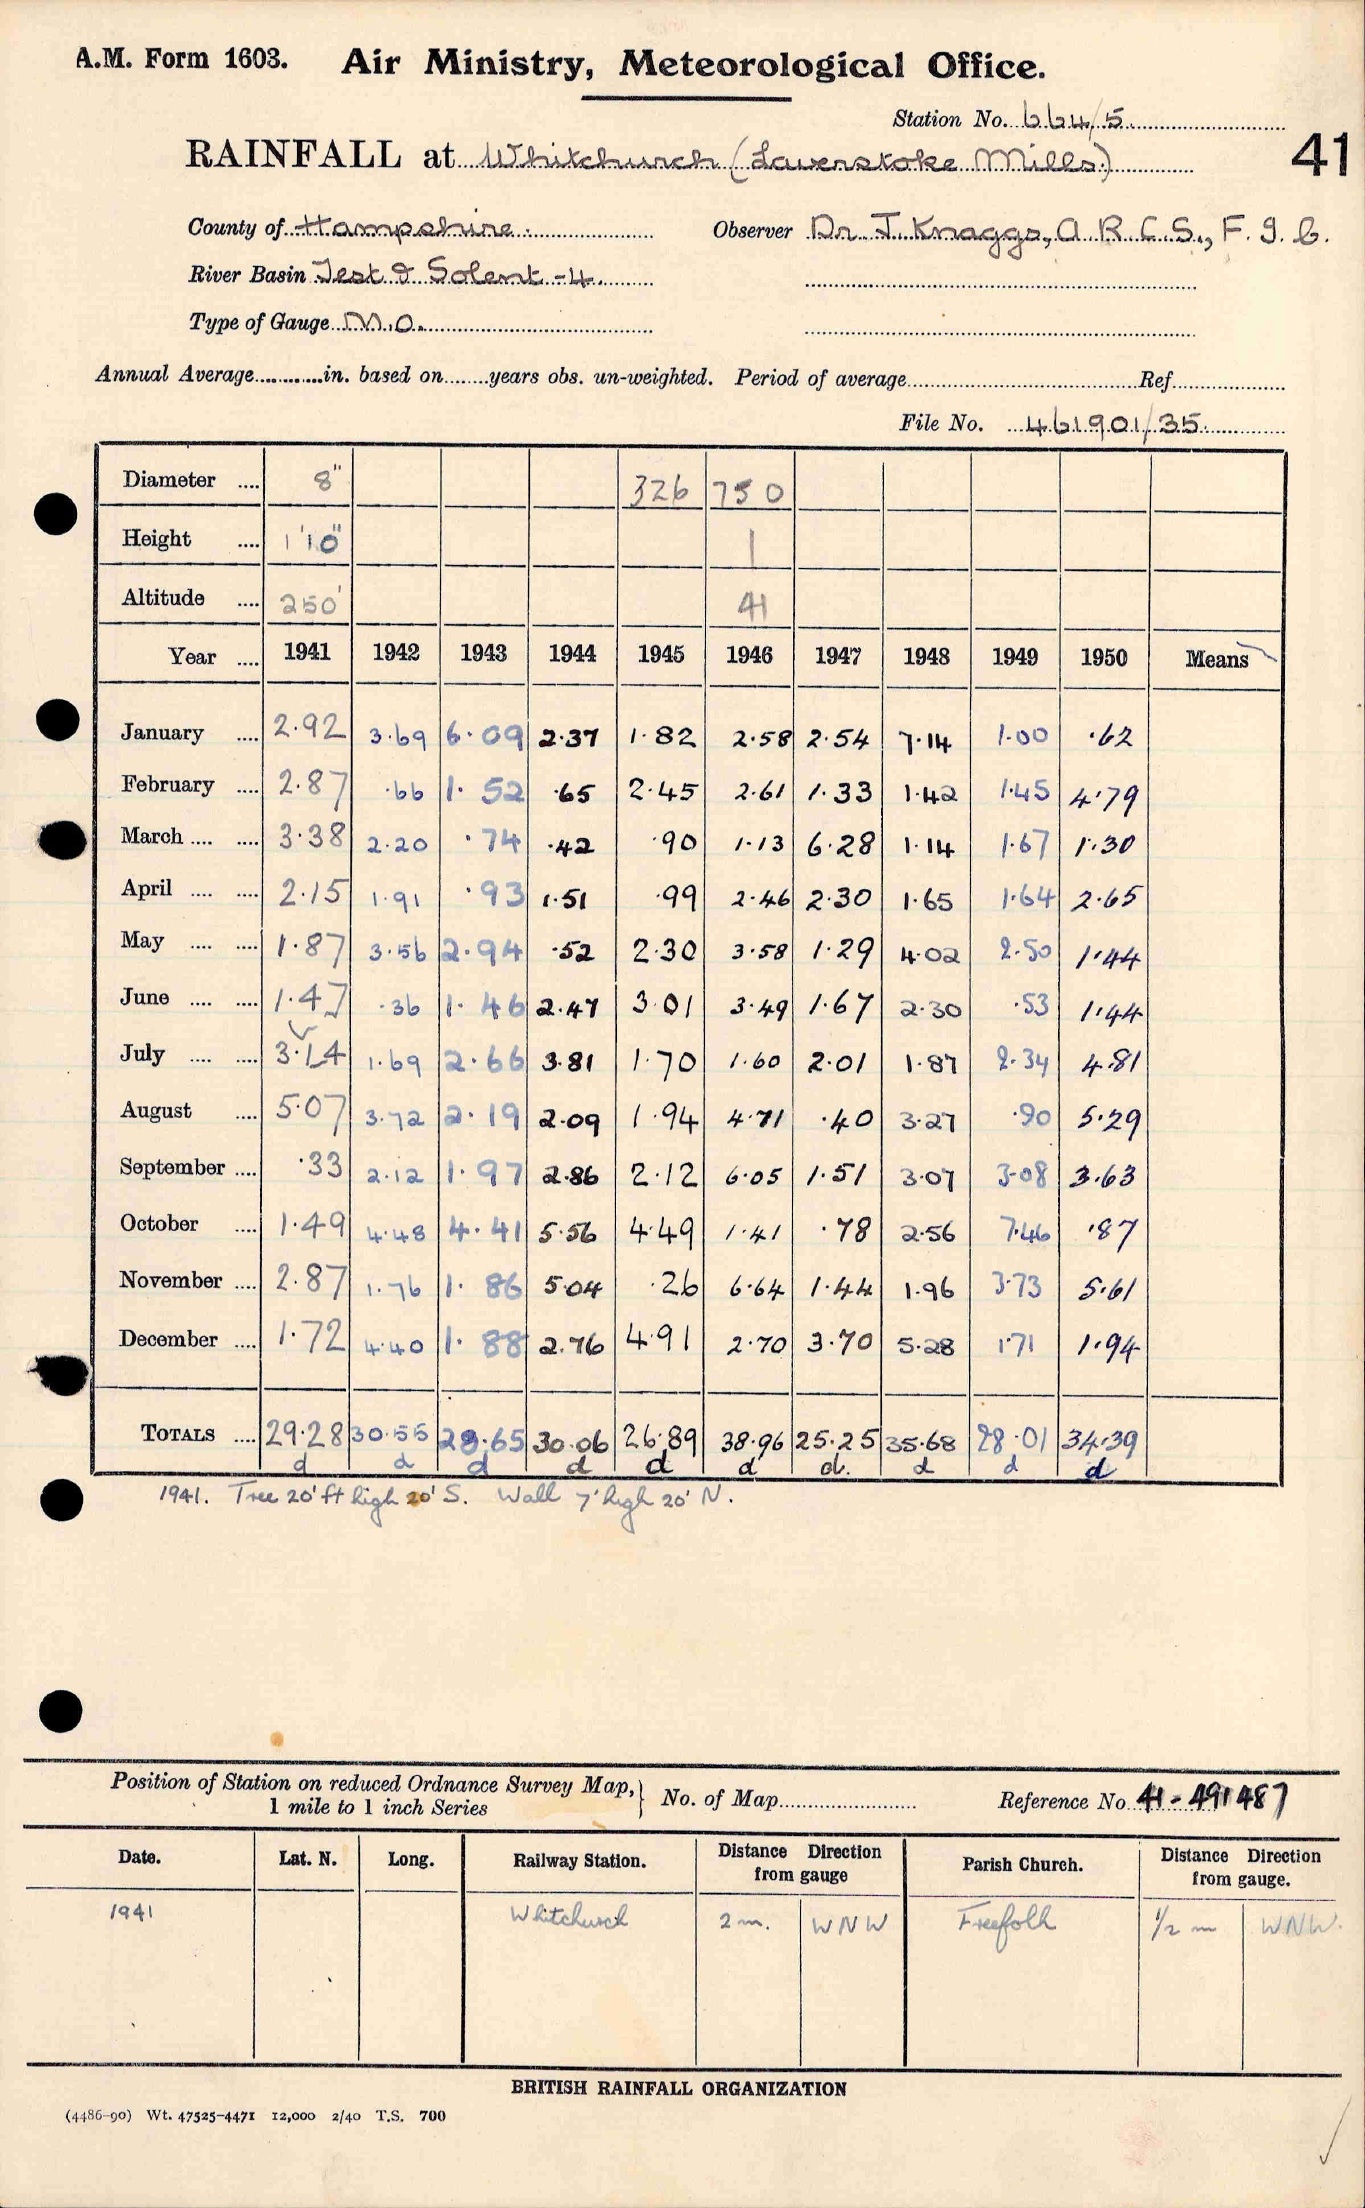 A.M. Form 1603. Air Ministry, Meteorological Office.
Station No. 664/5
RAINFALL at Whitchurch (Laverstoke Mills) 41
County of Hampshire. Observer Dr. J. Knaggs, A.R.C.S., F.I.C.
River Basin Test & Solent -4.
Type of Gauge M.O.
Annual Average............in. based on........years obs. un-weighted. Period of average........Ref........
File No. 461901/35
Diameter .... 8" 326 750
Height .... 1'10" 1
Altitude .... 250' 41
Year .... 1941 1942 1943 1944 1945 1946 1947 1948 1949 1950 Means
January .... 2.92 3.69 6.09 2.37 1.82 2.58 2.54 7.14 1.00 .62
February .... 2.87 .66 1.52 .65 2.45 2.61 1.33 1.42 1.45 4.79
March .... .... 3.38 2.20 .74 .42 .90 1.13 6.28 1.14 1.67 1.30
April .... .... 2.15 1.91 .93 1.51 .99 2.46 2.30 1.65 1.64 2.65
May .... .... 1.87 3.56 2.94 .52 2.30 3.58 1.29 4.02 2.50 1.44
June .... .... 1.47 .36 1.46 2.47 3.01 3.49 1.67 2.30 .53 1.44
July .... .... 3.14 1.69 2.66 3.81 1.70 1.60 2.01 1.87 2.34 4.81
August .... 5.07 3.72 2.19 2.09 1.94 4.71 .40 3.27 .90 5.29
September .... .33 2.12 1.97 2.86 2.12 6.05 1.51 3.07 3.08 3.63
October .... 1.49 4.48 4.41 5.56 4.49 1.41 .78 2.56 7.46 .87
November .... 2.87 1.76 1.86 5.04 .26 6.64 1.44 1.96 3.73 5.61
December .... 1.72 4.40 1.88 2.76 4.91 2.70 3.70 5.28 1.71 1.94
TOTALS .... 29.28 30.55 28.65 30.06 26.89 38.96 25.25 35.68 28.01 34.39
d d d d d d d. d d d
1941. Tree 20' ft high 20' S. Wall 7' high 20' N.
Position of Station on reduced Ordnance Survey Map, } No. of Map........ Reference No. 41-491487
1 mile to 1 inch Series
Date. Lat. N. Long. Railway Station. Distance from gauge Direction Parish Church. Distance from gauge. Direction
1941 Whitchurch 2 m. WNW Freefolk 1/2 m WNW.
BRITISH RAINFALL ORGANIZATION
(4486-90) Wt. 47525-4471 12,000 2/40 T.S. 700